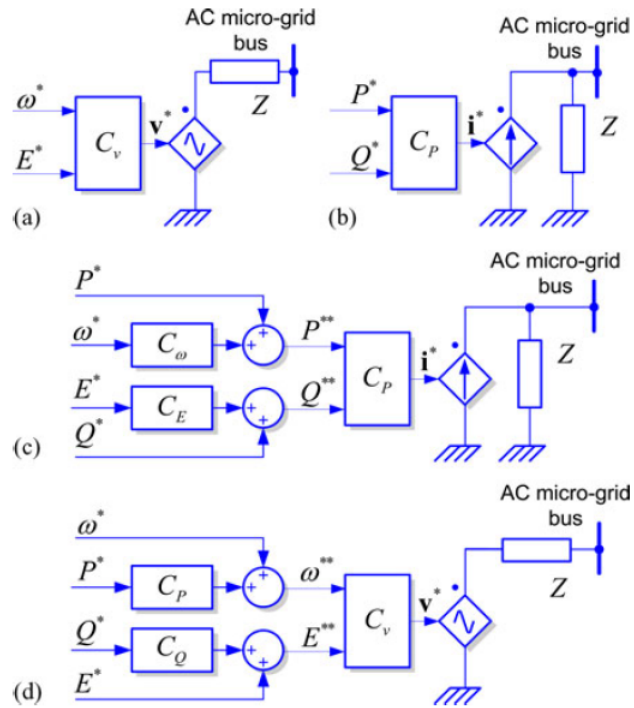 AC micro-grid
bus
ω*
E*
C_v
v*
Z
(a)
AC micro-grid
bus
P*
Q*
C_P
i*
Z
(b)
AC micro-grid
bus
P*
ω*
C_ω
+
+
P**
E*
C_E
+
+
Q**
Q*
C_P
i*
Z
(c)
AC micro-grid
bus
ω*
P*
C_P
+
+
ω**
Q*
C_Q
+
+
E**
E*
C_v
v*
Z
(d)